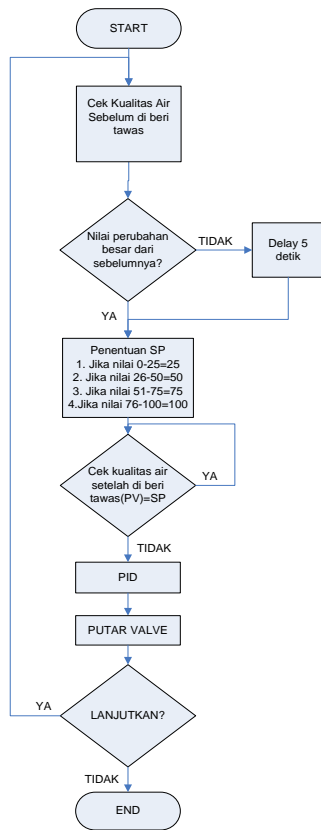 START
Cek Kualitas Air
Sebelum di beri
tawas
Nilai perubahan
besar dari
sebelumnya?
TIDAK
Delay 5
detik
YA
Penentuan SP
1. Jika nilai 0-25=25
2. Jika nilai 26-50=50
3. Jika nilai 51-75=75
4.Jika nilai 76-100=100
Cek kualitas air
setelah di beri
tawas(PV)=SP
YA
TIDAK
PID
PUTAR VALVE
LANJUTKAN?
YA
TIDAK
END